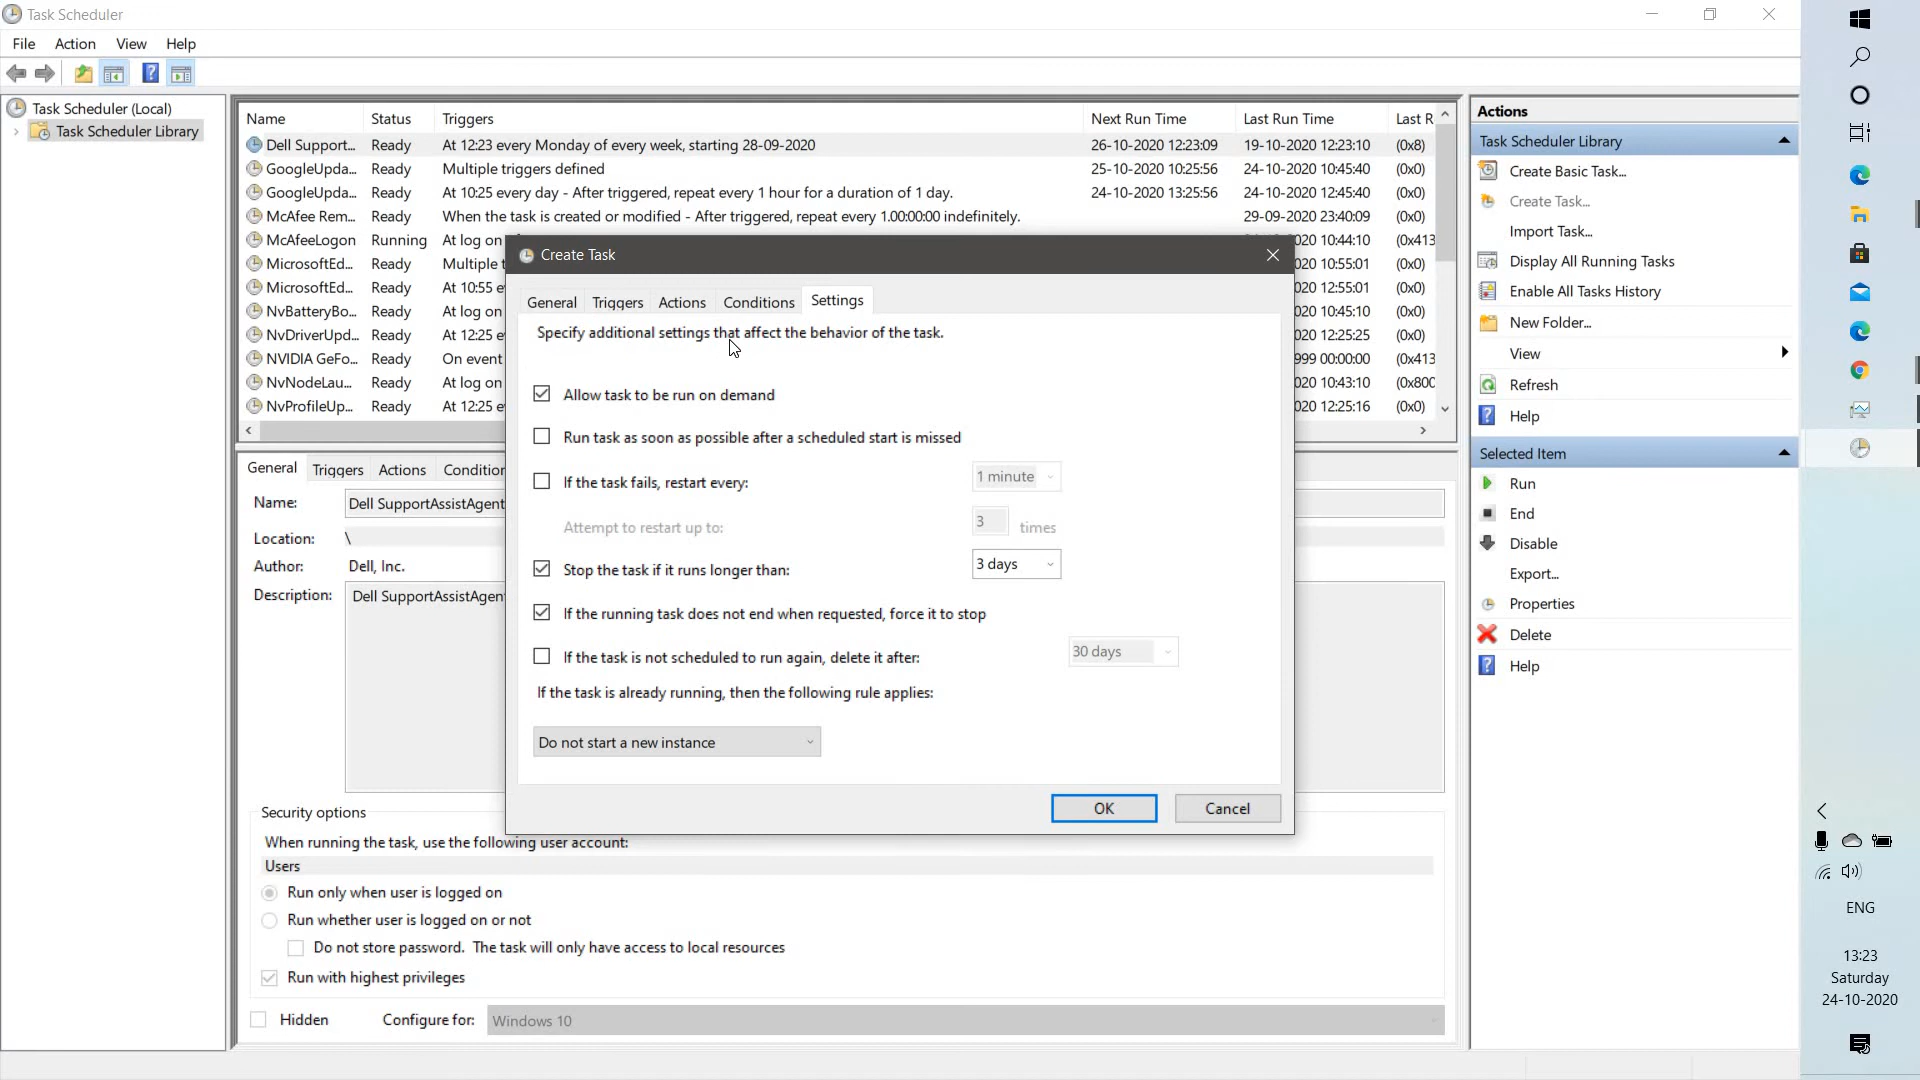 Task Scheduler
File Action View Help
Task Scheduler (Local)
Task Scheduler Library
Name Status Triggers Next Run Time Last Run Time Last R
Dell Support... Ready At 12:23 every Monday of every week, starting 28-09-2020 26-10-2020 12:23:09 19-10-2020 12:23:10 (0x8)
GoogleUpda... Ready Multiple triggers defined 25-10-2020 10:25:56 24-10-2020 10:45:40 (0x0)
GoogleUpda... Ready At 10:25 every day - After triggered, repeat every 1 hour for a duration of 1 day. 24-10-2020 13:25:56 24-10-2020 12:45:40 (0x0)
McAfee Rem... Ready When the task is created or modified - After triggered, repeat every 1.00:00:00 indefinitely. 29-09-2020 23:40:09 (0x0)
McAfeeLogon Running At log on 020 10:44:10 (0x413
MicrosoftEd... Ready Multiple t 020 10:55:01 (0x0)
MicrosoftEd... Ready At 10:55 e 020 12:55:01 (0x0)
NvBatteryBo... Ready At log on 020 10:45:10 (0x0)
NvDriverUpd... Ready At 12:25 e 020 12:25:25 (0x0)
NVIDIA GeFo... Ready On event 999 00:00:00 (0x413
NvNodeLau... Ready At log on 020 10:43:10 (0x800
NvProfileUp... Ready At 12:25 e 020 12:25:16 (0x0)
General Triggers Actions Condition
Name: Dell SupportAssistAgent
Location: \
Author: Dell, Inc.
Description: Dell SupportAssistAgen
Security options
When running the task, use the following user account:
Users
Run only when user is logged on
Run whether user is logged on or not
Do not store password. The task will only have access to local resources
Run with highest privileges
Hidden Configure for: Windows 10
Create Task
General Triggers Actions Conditions Settings
Specify additional settings that affect the behavior of the task.
Allow task to be run on demand
Run task as soon as possible after a scheduled start is missed
If the task fails, restart every: 1 minute
Attempt to restart up to: 3 times
Stop the task if it runs longer than: 3 days
If the running task does not end when requested, force it to stop
If the task is not scheduled to run again, delete it after: 30 days
If the task is already running, then the following rule applies:
Do not start a new instance
OK Cancel
Actions
Task Scheduler Library
Create Basic Task...
Create Task...
Import Task...
Display All Running Tasks
Enable All Tasks History
New Folder...
View
Refresh
Help
Selected Item
Run
End
Disable
Export...
Properties
Delete
Help
ENG
13:23
Saturday
24-10-2020